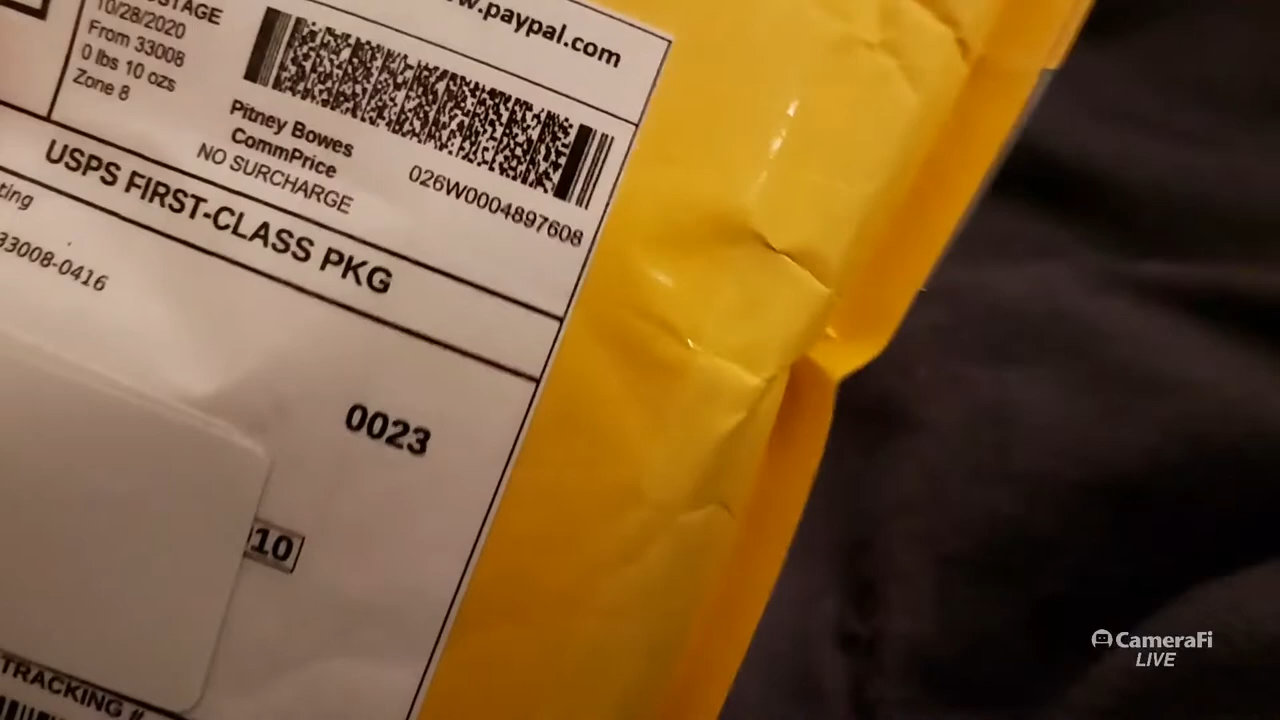 w.paypal.com
STAGE
10/28/2020
From 33008
0 lbs 10 ozs
Zone 8
Pitney Bowes
CommPrice
NO SURCHARGE
026W0004897608
USPS FIRST-CLASS PKG
ting
33008-0416
0023
10
TRACKING #
CameraFi
LIVE